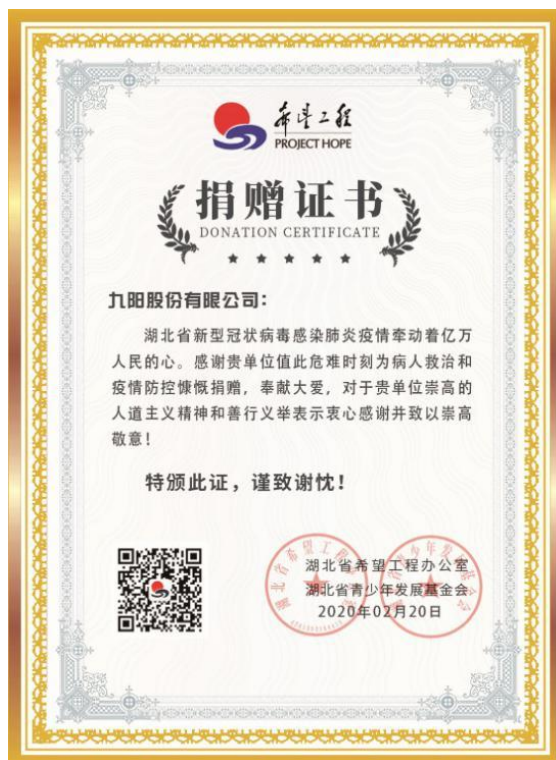 希望工程
PROJECT HOPE
捐赠证书
DONATION CERTIFICATE
九阳股份有限公司：
湖北省新型冠状病毒感染肺炎疫情牵动着亿万
人民的心。感谢贵单位值此危难时刻为病人救治和
疫情防控慷慨捐赠，奉献大爱，对于贵单位崇高的
人道主义精神和善行义举表示衷心感谢并致以崇高
敬意！
特颁此证，谨致谢忱！
湖北省希望工程办公室
湖北省青少年发展基金会
2020年02月20日